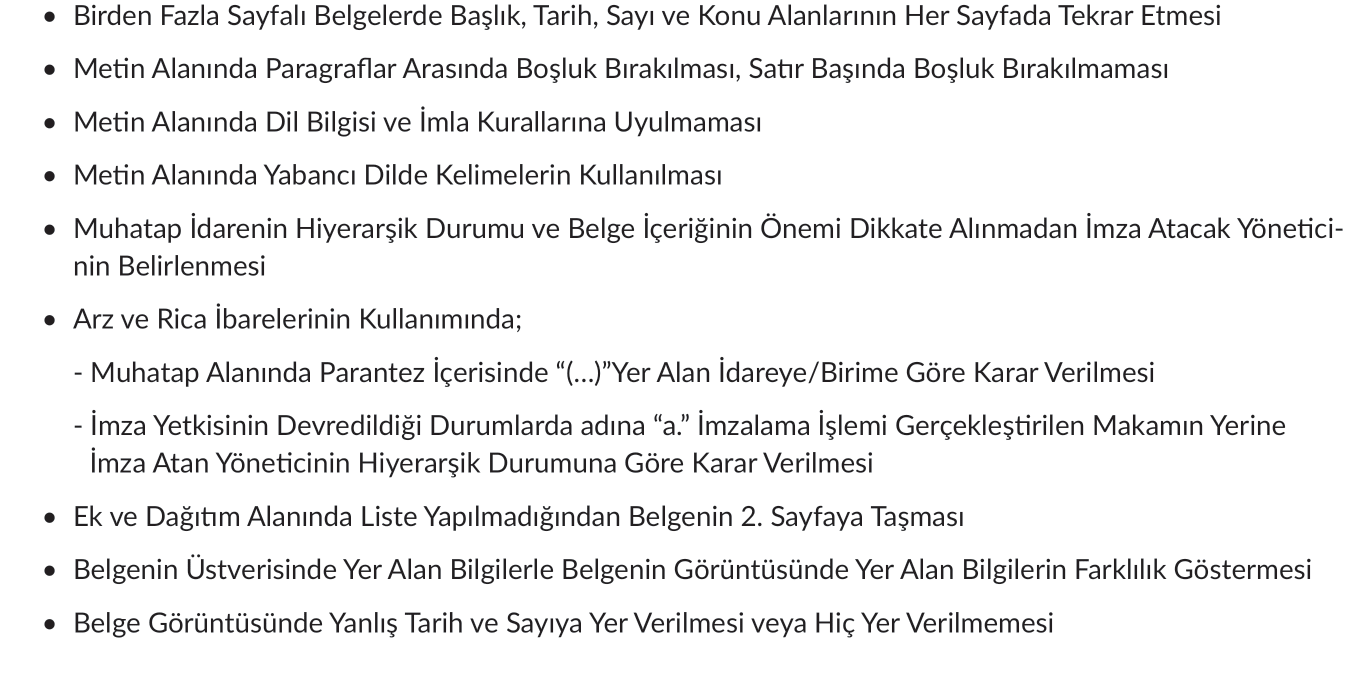 • Birden Fazla Sayfalı Belgelerde Başlık, Tarih, Sayı ve Konu Alanlarının Her Sayfada Tekrar Etmesi
• Metin Alanında Paragraflar Arasında Boşluk Bırakılması, Satır Başında Boşluk Bırakılmaması
• Metin Alanında Dil Bilgisi ve İmla Kurallarına Uyulmaması
• Metin Alanında Yabancı Dilde Kelimelerin Kullanılması
• Muhatap İdarenin Hiyerarşik Durumu ve Belge İçeriğinin Önemi Dikkate Alınmadan İmza Atacak Yönetici-
nin Belirlenmesi
• Arz ve Rica İbarelerinin Kullanımında;
- Muhatap Alanında Parantez İçerisinde “(...)”Yer Alan İdareye/Birime Göre Karar Verilmesi
- İmza Yetkisinin Devredildiği Durumlarda adına “a.” İmzalama İşlemi Gerçekleştirilen Makamın Yerine
İmza Atan Yöneticinin Hiyerarşik Durumuna Göre Karar Verilmesi
• Ek ve Dağıtım Alanında Liste Yapılmadığından Belgenin 2. Sayfaya Taşması
• Belgenin Üstverisinde Yer Alan Bilgilerle Belgenin Görüntüsünde Yer Alan Bilgilerin Farklılık Göstermesi
• Belge Görüntüsünde Yanlış Tarih ve Sayıya Yer Verilmesi veya Hiç Yer Verilmemesi